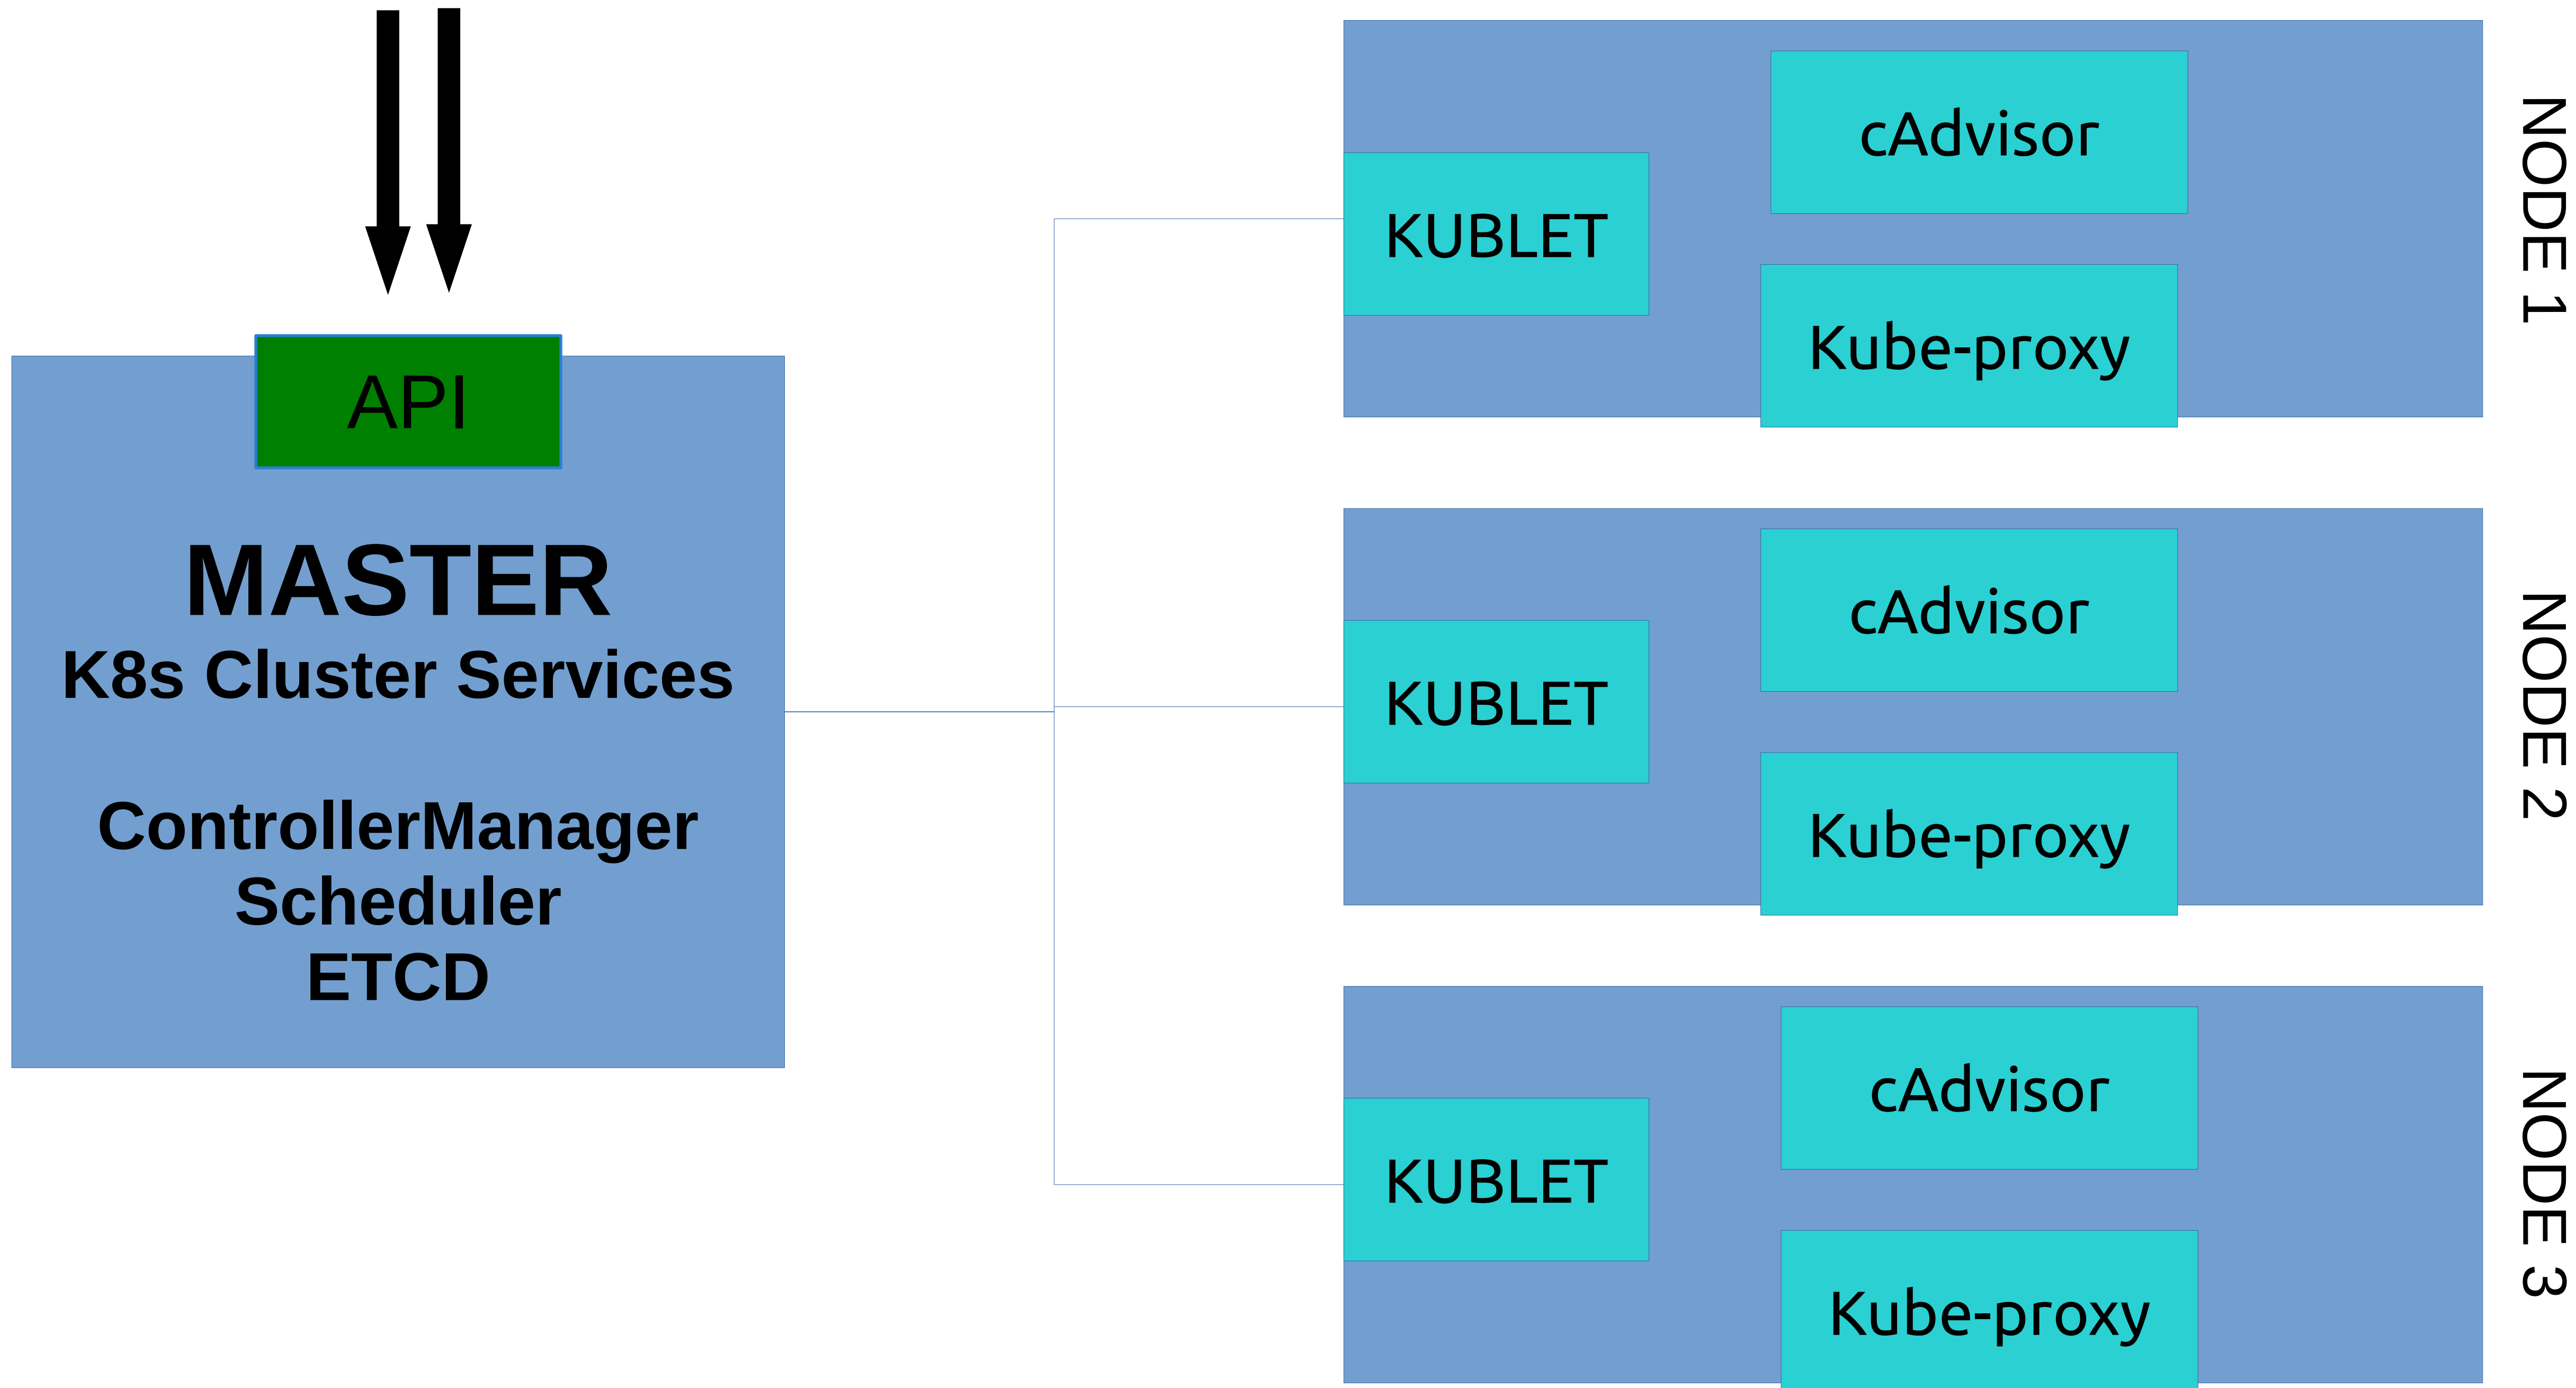 API
MASTER
K8s Cluster Services
ControllerManager
Scheduler
ETCD
KUBLET
cAdvisor
Kube-proxy
NODE 1
KUBLET
cAdvisor
Kube-proxy
NODE 2
KUBLET
cAdvisor
Kube-proxy
NODE 3